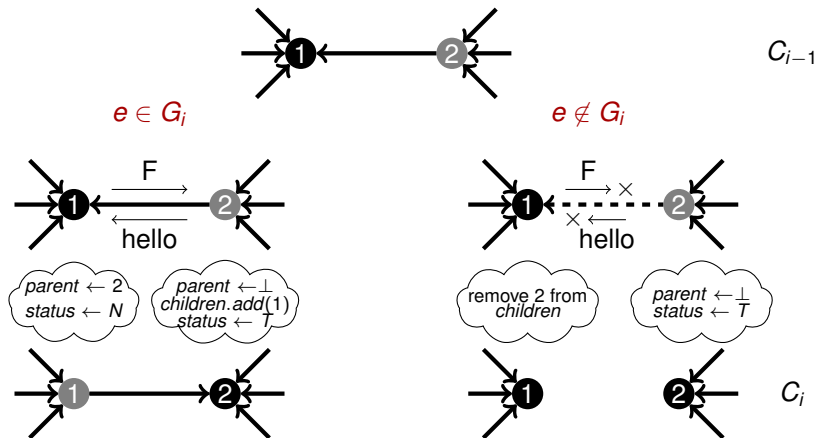 1 2 C_{i−1}
e ∈ G_i e ∉ G_i
F F ×
1 2 1 2
hello × hello
parent ← 2
status ← N
parent ←⊥
children.add(1)
status ← T
remove 2 from
children
parent ←⊥
status ← T
1 2 1 2 C_i